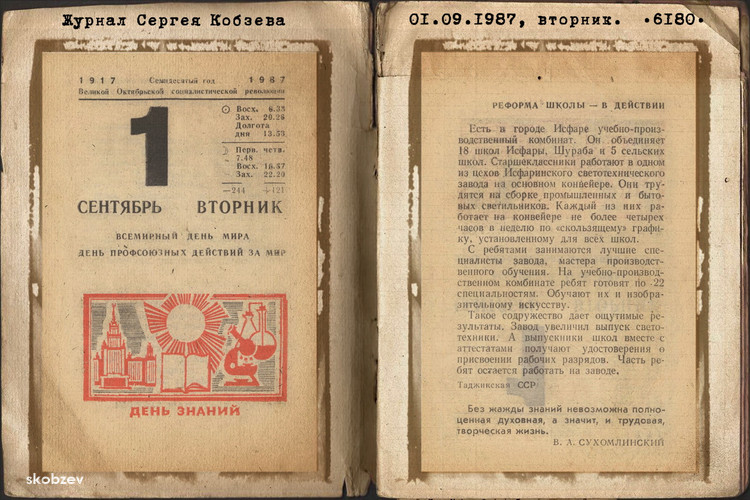 Журнал Сергея Кобзева
01.09.1987, вторник. •6180•
1917 Семидесятый год 1987
Великой Октябрьской социалистической революции
1
Восх. 6.33
Зах. 20.26
Долгота
дня 13.53
Перв. четв.
7.48
Восх. 16.57
Зах. 22.20
—244 +121
СЕНТЯБРЬ ВТОРНИК
ВСЕМИРНЫЙ ДЕНЬ МИРА
ДЕНЬ ПРОФСОЮЗНЫХ ДЕЙСТВИЙ ЗА МИР
ДЕНЬ ЗНАНИЙ
skobzev
РЕФОРМА ШКОЛЫ — В ДЕЙСТВИИ
Есть в городе Исфаре учебно-произ-
водственный комбинат. Он объединяет
18 школ Исфары, Шураба и 5 сельских
школ. Старшеклассники работают в одном
из цехов Исфаринского светотехнического
завода на основном конвейере. Они тру-
дятся на сборке промышленных и быто-
вых светильников. Каждый из них ра-
ботает на конвейере не более четырех
часов в неделю по «скользящему» графи-
ку, установленному для всех школ.
С ребятами занимаются лучшие спе-
циалисты завода, мастера производст-
венного обучения. На учебно-производ-
ственном комбинате ребят готовят по 22
специальностям. Обучают их и изобра-
зительному искусству.
Такое содружество дает ощутимые ре-
зультаты. Завод увеличил выпуск свето-
техники. А выпускники школ вместе с
аттестатами получают удостоверения о
присвоении рабочих разрядов. Часть ре-
бят остается работать на заводе.
Таджикская ССР
Без жажды знаний невозможна полно-
ценная духовная, а значит, и трудовая,
творческая жизнь.
В. А. СУХОМЛИНСКИЙ